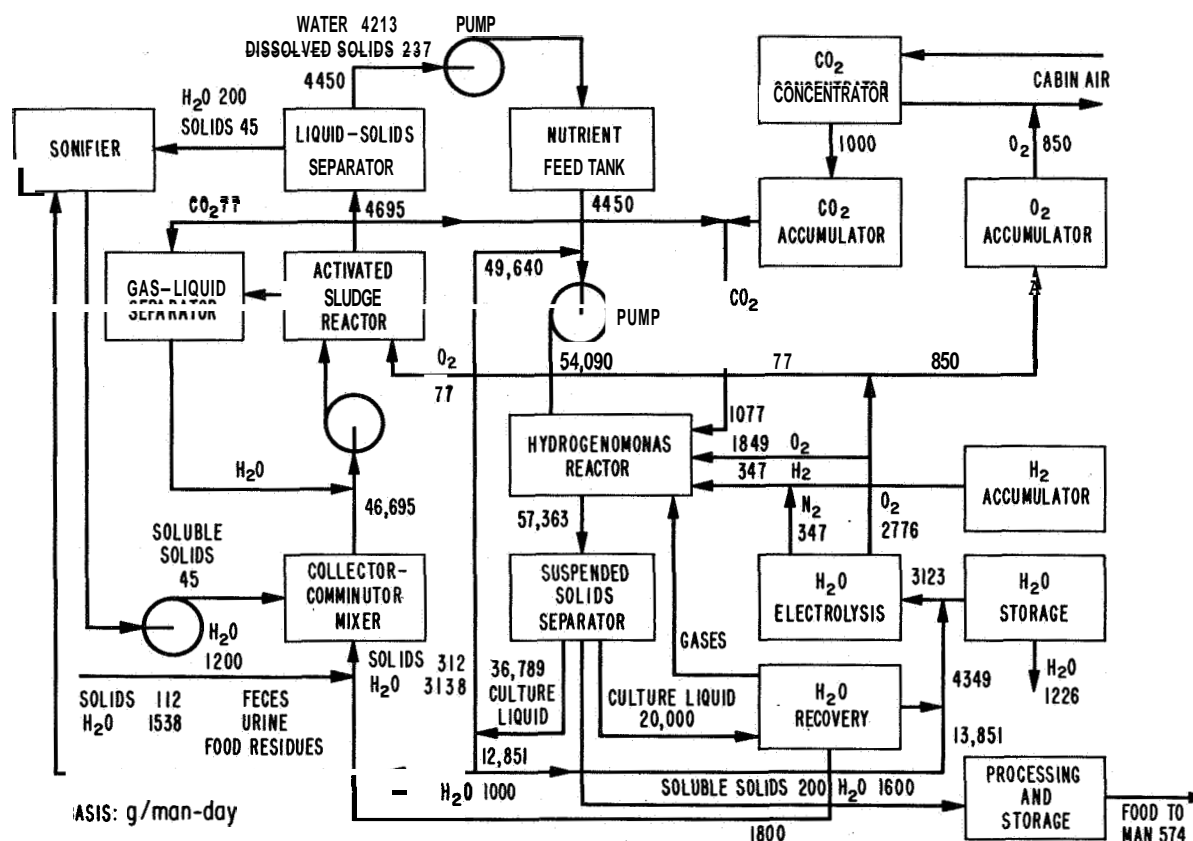 WATER 4213
DISSOLVED SOLIDS 237
PUMP
4450
H2O 200
SOLIDS 45
SONIFIER
LIQUID-SOLIDS
SEPARATOR
NUTRIENT
FEED TANK
CO2
CONCENTRATOR
CABIN AIR
1000
O2 850
CO2
ACCUMULATOR
O2
ACCUMULATOR
CO2 77
4695
4450
GAS-LIQUID
SEPARATOR
ACTIVATED
SLUDGE
REACTOR
49,640
PUMP
CO2
O2
77
54,090
77
850
HYDROGENOMONAS
REACTOR
1077
1849 O2
347 H2
H2
ACCUMULATOR
H2O
46,695
57,363
N2
347
O2
2776
SOLUBLE
SOLIDS
45
COLLECTOR-
COMMINUTOR
MIXER
SUSPENDED
SOLIDS
SEPARATOR
H2O
ELECTROLYSIS
3123
H2O
STORAGE
H2O
1200
SOLIDS 312
H2O 3138
GASES
H2O
1226
SOLIDS 112
H2O 1538
FECES
URINE
FOOD RESIDUES
36,789
CULTURE
LIQUID
CULTURE LIQUID
20,000
H2O
RECOVERY
4349
12,851
13,851
H2O 1000
SOLUBLE SOLIDS 200 H2O 1600
PROCESSING
AND
STORAGE
1800
FOOD TO
MAN 574
ASIS: g/man-day